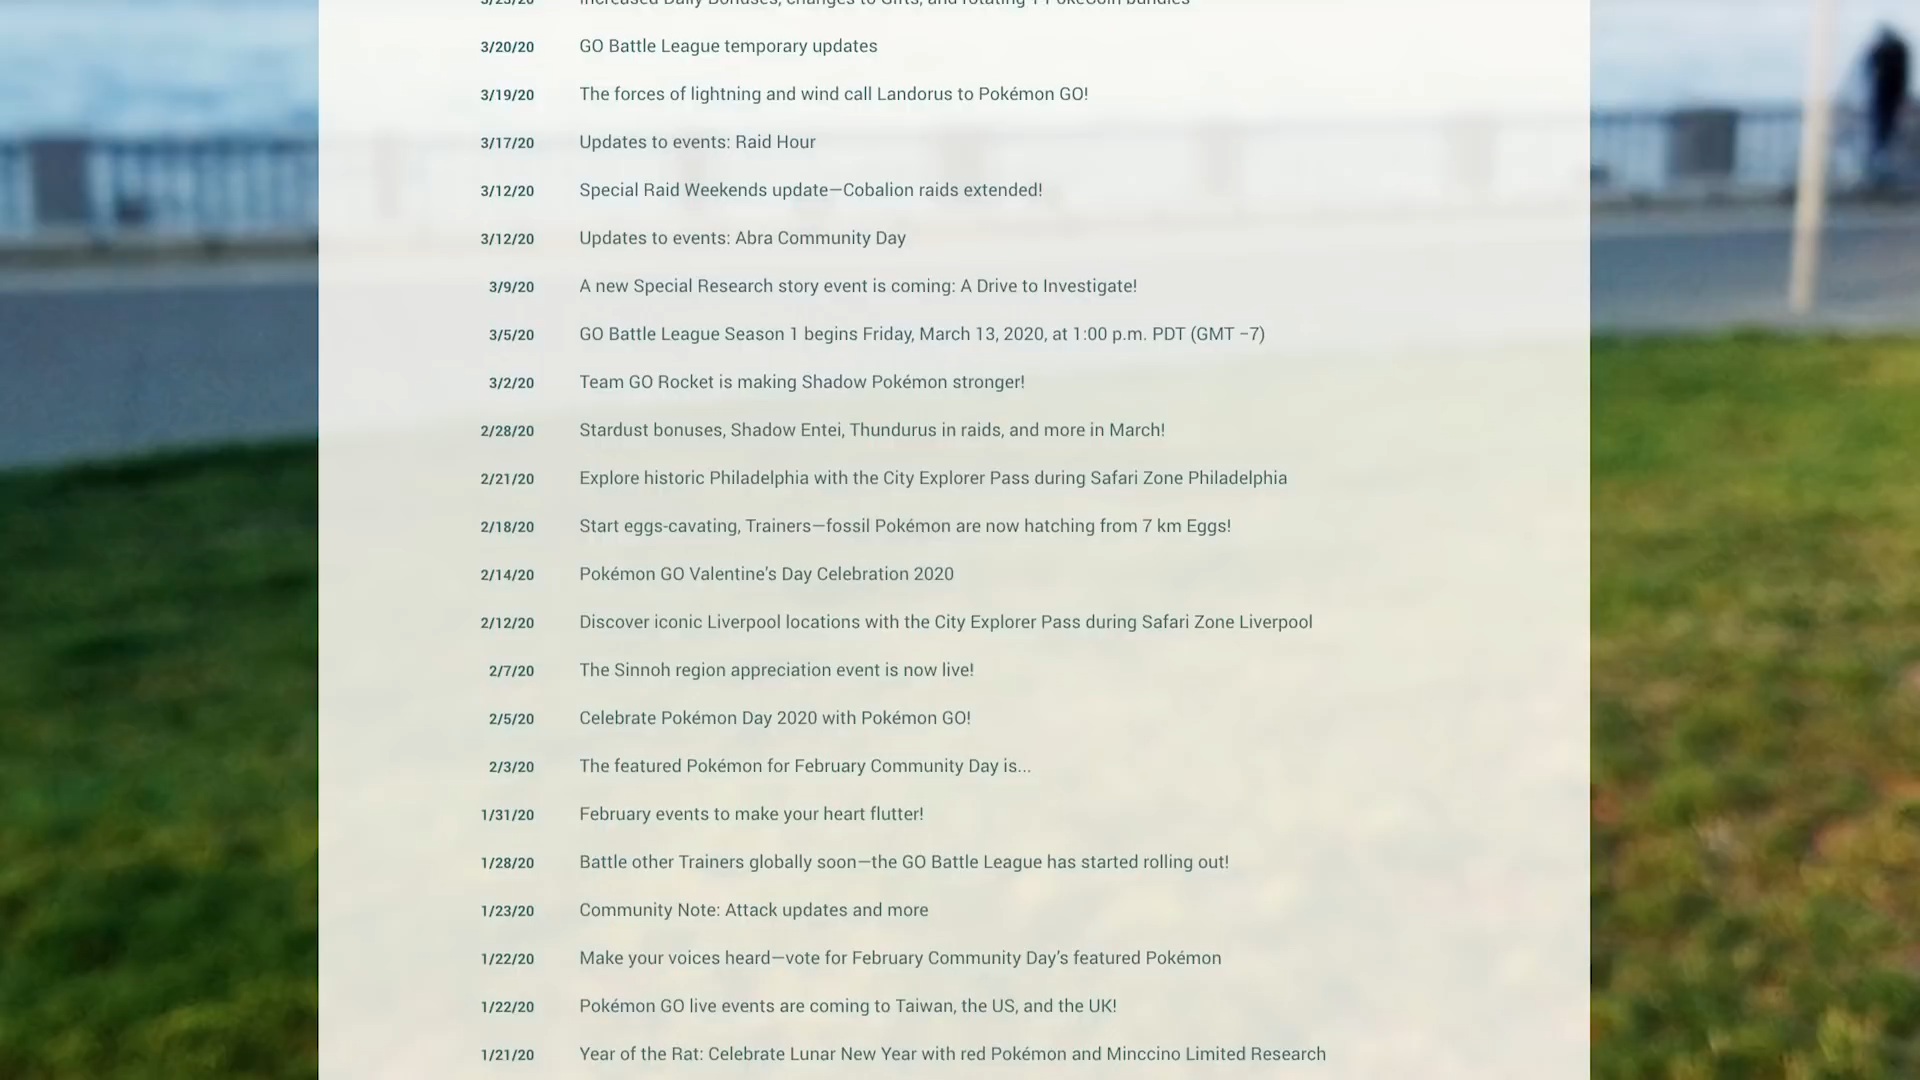 3/23/20 Increased Daily Bonuses, changes to Gifts, and rotating 1 PokéCoin bundles
3/20/20 GO Battle League temporary updates
3/19/20 The forces of lightning and wind call Landorus to Pokémon GO!
3/17/20 Updates to events: Raid Hour
3/12/20 Special Raid Weekends update—Cobalion raids extended!
3/12/20 Updates to events: Abra Community Day
3/9/20 A new Special Research story event is coming: A Drive to Investigate!
3/5/20 GO Battle League Season 1 begins Friday, March 13, 2020, at 1:00 p.m. PDT (GMT −7)
3/2/20 Team GO Rocket is making Shadow Pokémon stronger!
2/28/20 Stardust bonuses, Shadow Entei, Thundurus in raids, and more in March!
2/21/20 Explore historic Philadelphia with the City Explorer Pass during Safari Zone Philadelphia
2/18/20 Start eggs-cavating, Trainers—fossil Pokémon are now hatching from 7 km Eggs!
2/14/20 Pokémon GO Valentine’s Day Celebration 2020
2/12/20 Discover iconic Liverpool locations with the City Explorer Pass during Safari Zone Liverpool
2/7/20 The Sinnoh region appreciation event is now live!
2/5/20 Celebrate Pokémon Day 2020 with Pokémon GO!
2/3/20 The featured Pokémon for February Community Day is...
1/31/20 February events to make your heart flutter!
1/28/20 Battle other Trainers globally soon—the GO Battle League has started rolling out!
1/23/20 Community Note: Attack updates and more
1/22/20 Make your voices heard—vote for February Community Day’s featured Pokémon
1/22/20 Pokémon GO live events are coming to Taiwan, the US, and the UK!
1/21/20 Year of the Rat: Celebrate Lunar New Year with red Pokémon and Minccino Limited Research